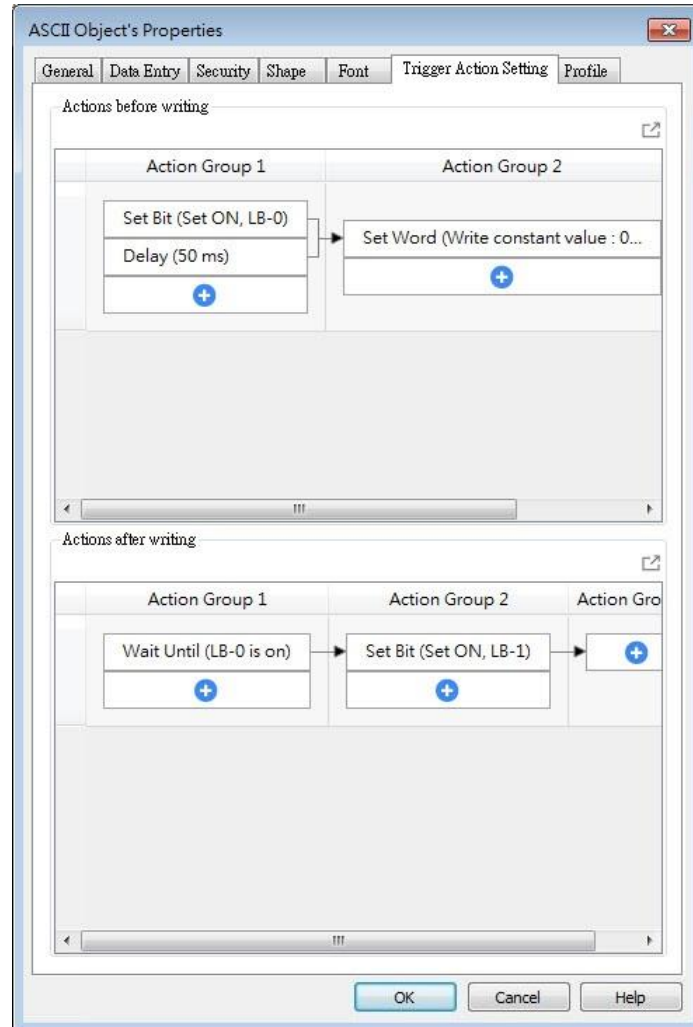 ASCII Object's Properties
General Data Entry Security Shape Font Trigger Action Setting Profile
Actions before writing
Action Group 1 Action Group 2
Set Bit (Set ON, LB-0)
Set Word (Write constant value : 0...
Delay (50 ms)
Actions after writing
Action Group 1 Action Group 2 Action Gro
Wait Until (LB-0 is on) Set Bit (Set ON, LB-1)
OK Cancel Help